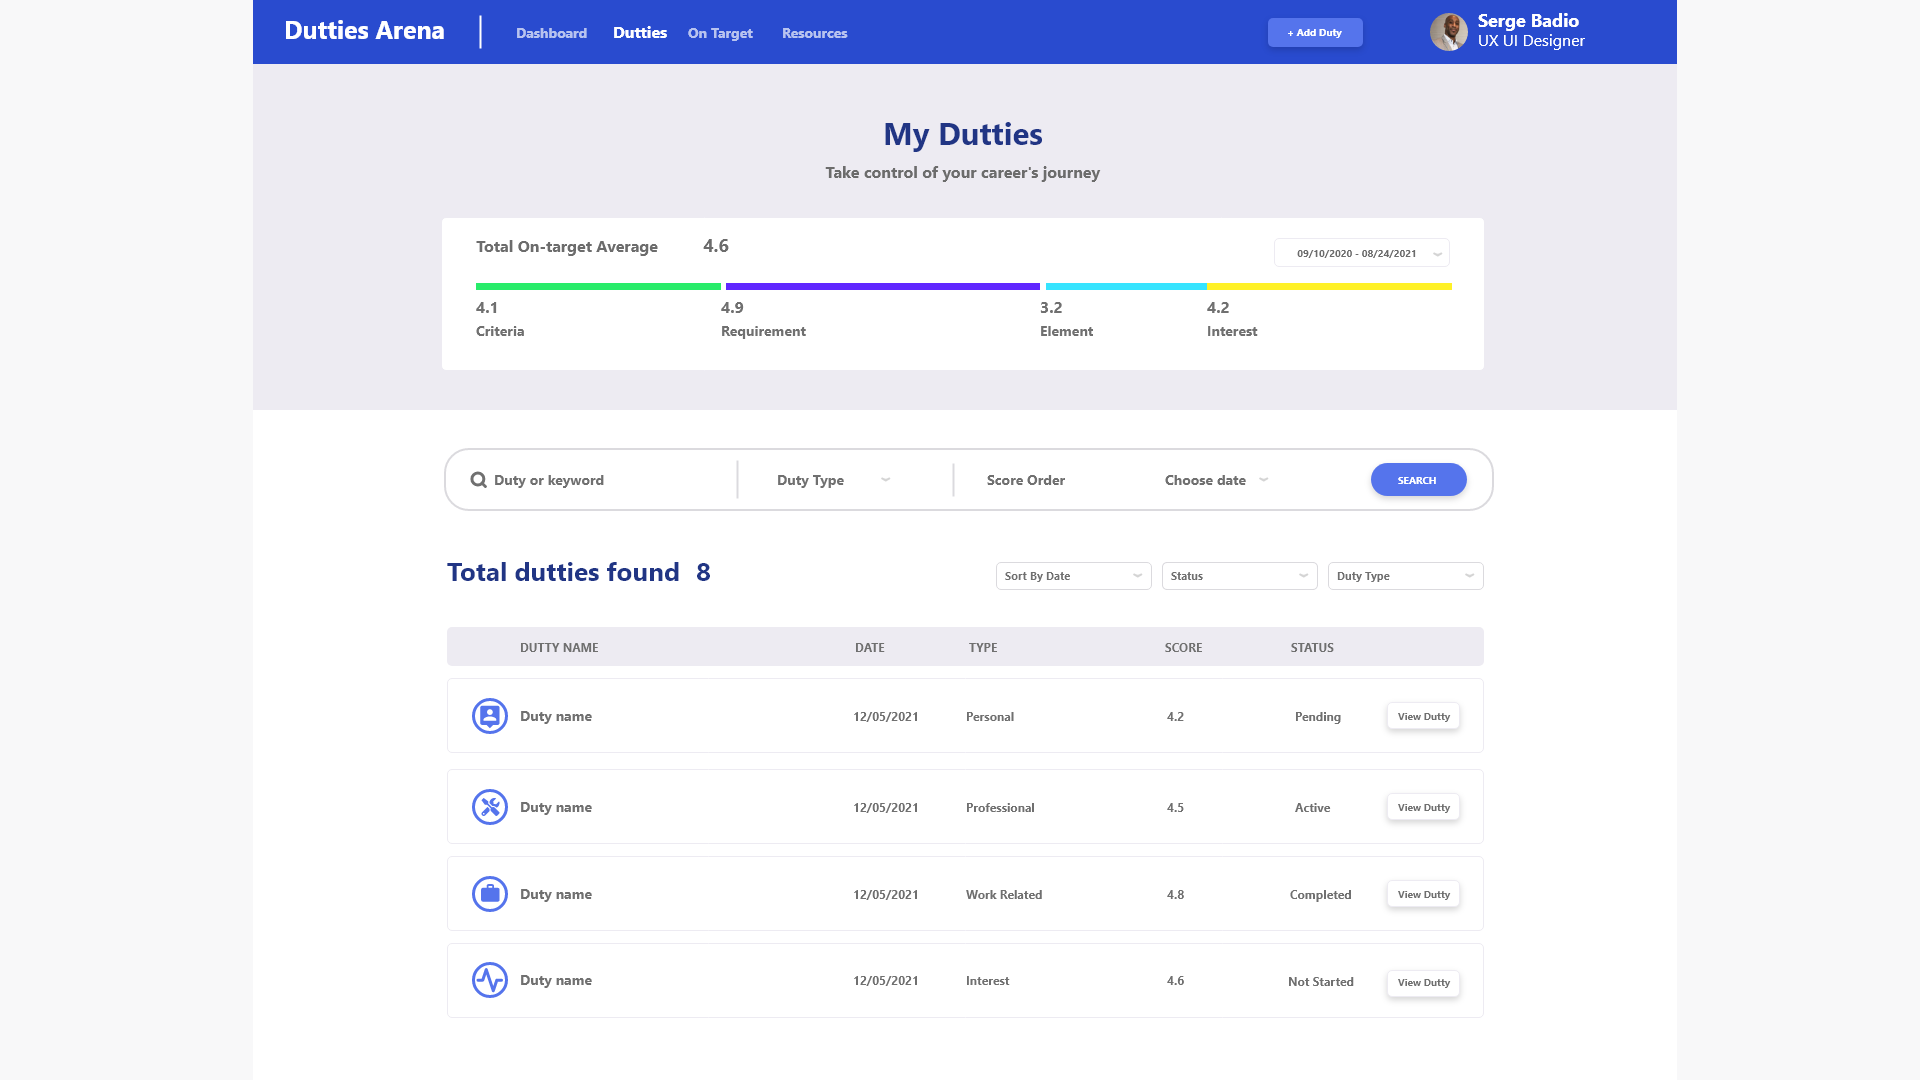 Dutties Arena
Dashboard
Dutties
On Target
Resources
+ Add Duty
Serge Badio
UX UI Designer
My Dutties
Take control of your career's journey
Total On-target Average 4.6
09/10/2020 - 08/24/2021
4.1
Criteria
4.9
Requirement
3.2
Element
4.2
Interest
Duty or keyword
Duty Type
Score Order
Choose date
SEARCH
Total dutties found 8
Sort By Date
Status
Duty Type
DUTTY NAME DATE TYPE SCORE STATUS
Duty name 12/05/2021 Personal 4.2 Pending View Dutty
Duty name 12/05/2021 Professional 4.5 Active View Dutty
Duty name 12/05/2021 Work Related 4.8 Completed View Dutty
Duty name 12/05/2021 Interest 4.6 Not Started View Dutty